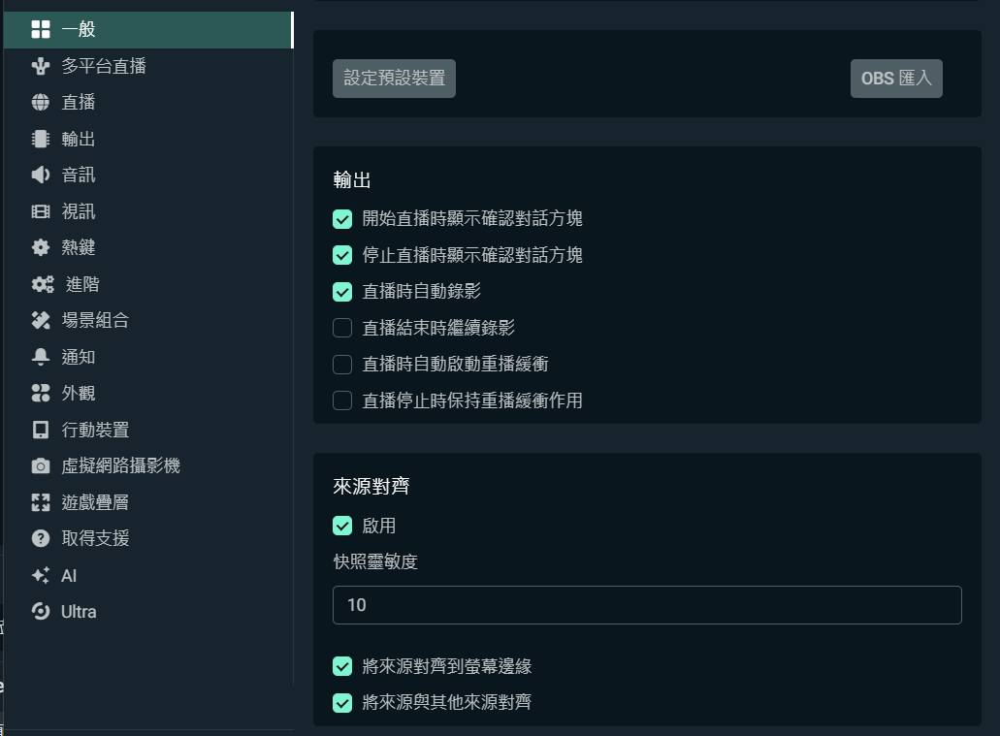 一般
多平台直播
直播
輸出
音訊
視訊
熱鍵
進階
場景組合
通知
外觀
行動裝置
虛擬網路攝影機
遊戲疊層
取得支援
AI
Ultra
設定預設裝置
OBS 匯入
輸出
開始直播時顯示確認對話方塊
停止直播時顯示確認對話方塊
直播時自動錄影
直播結束時繼續錄影
直播時自動啟動重播緩衝
直播停止時保持重播緩衝作用
來源對齊
啟用
快照靈敏度
10
將來源對齊到螢幕邊緣
將來源與其他來源對齊